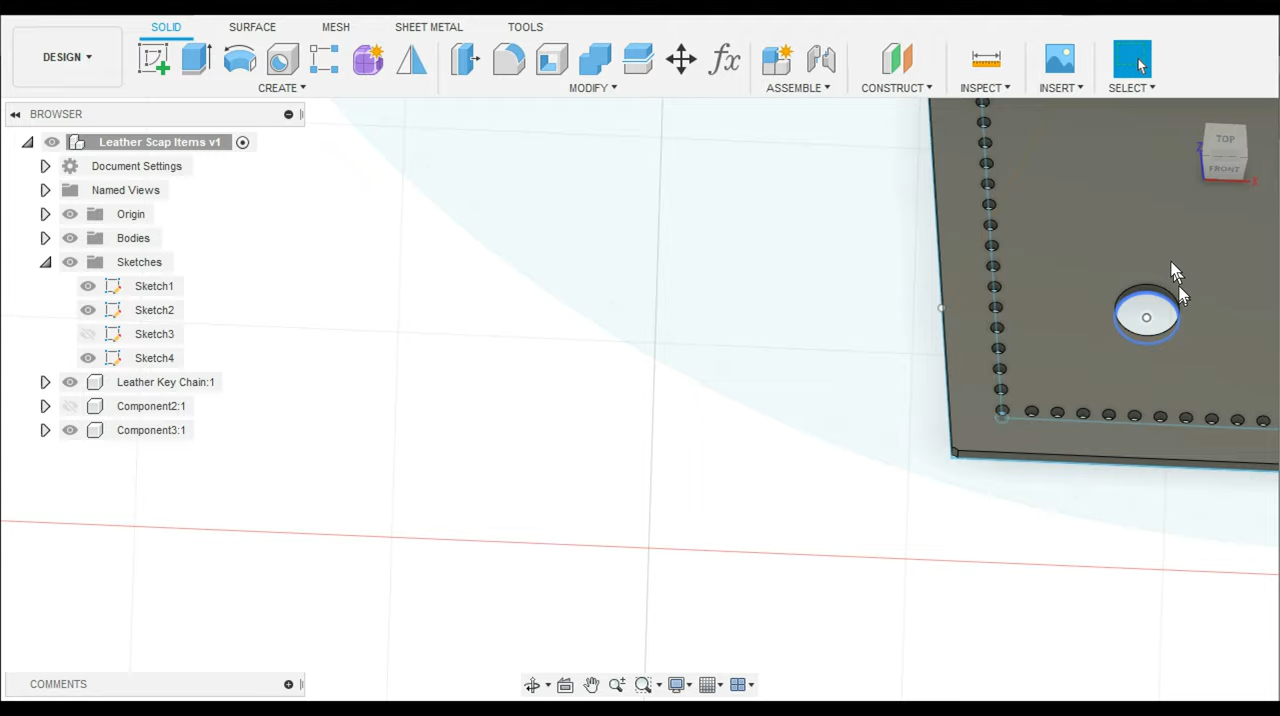 SOLID SURFACE MESH SHEET METAL TOOLS
DESIGN
fx
CREATE MODIFY ASSEMBLE CONSTRUCT INSPECT INSERT SELECT
BROWSER
Leather Scap Items v1
Document Settings
Named Views
Origin
Bodies
Sketches
Sketch1
Sketch2
Sketch3
Sketch4
Leather Key Chain:1
Component2:1
Component3:1
TOP
FRONT
Z
X
COMMENTS